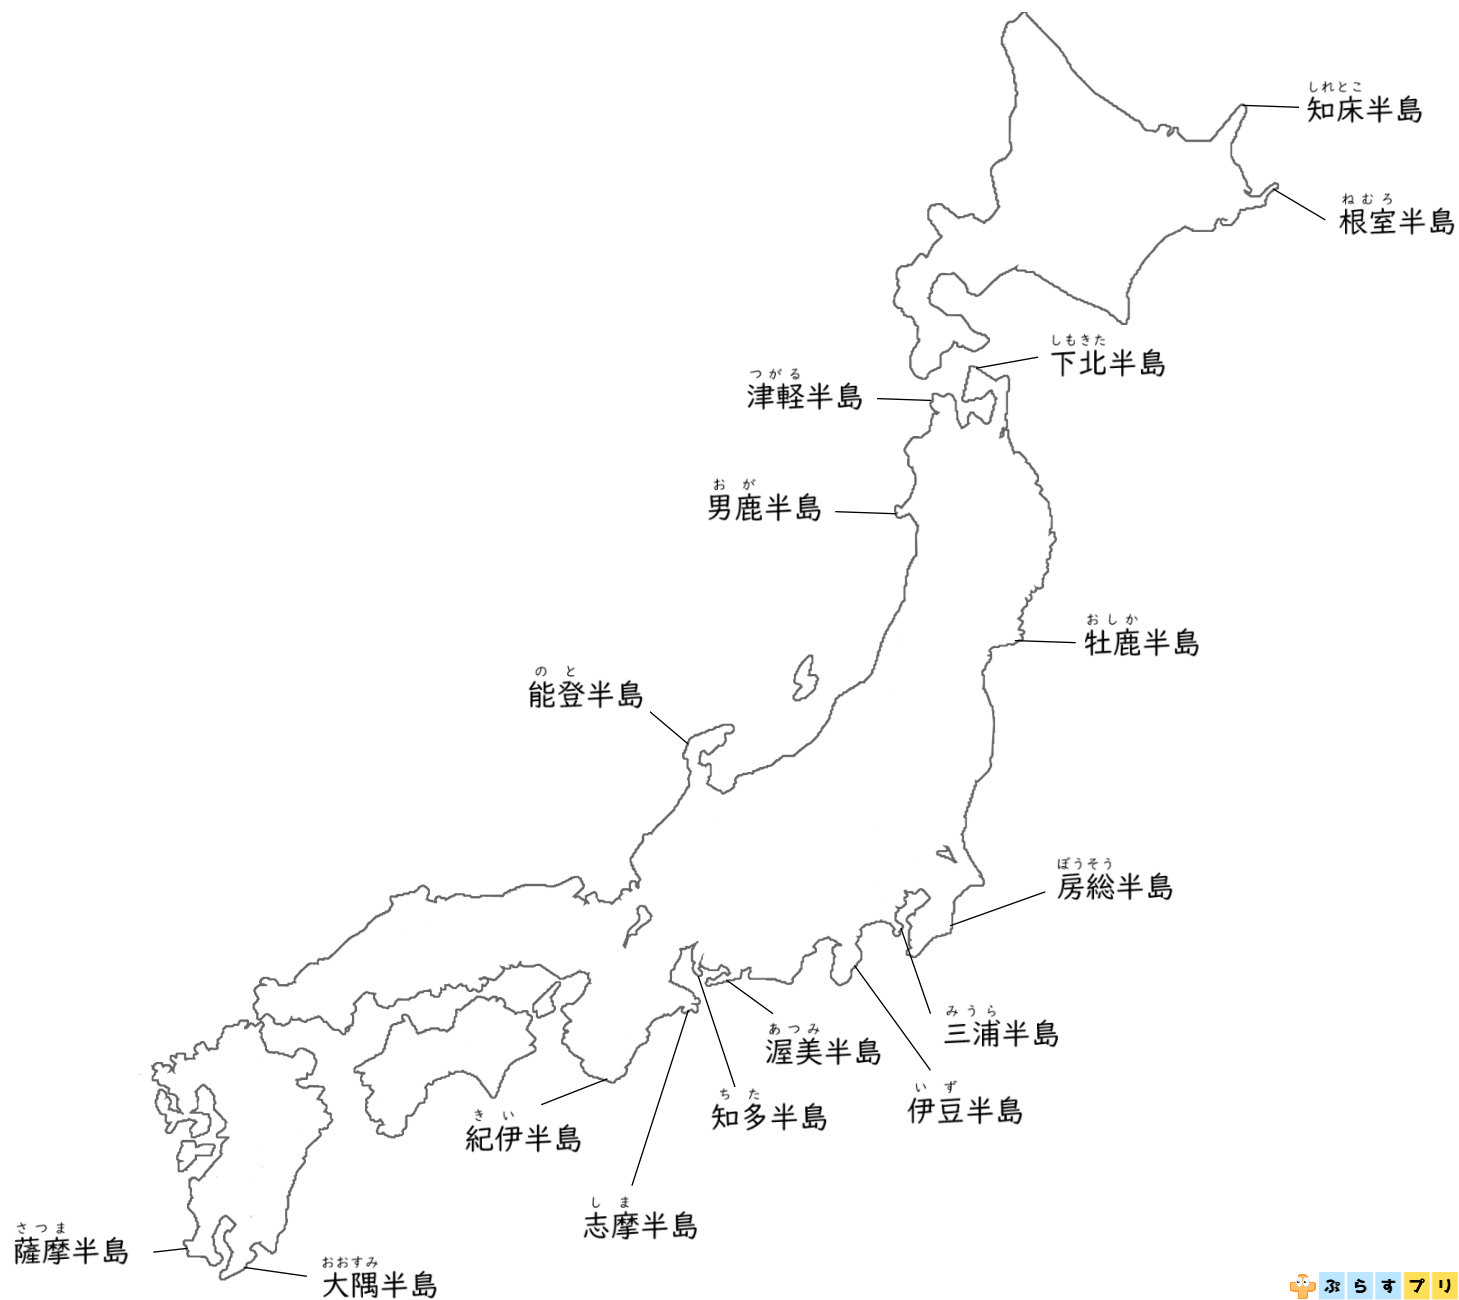 しれとこ
知床半島
ねむろ
根室半島
しもきた
下北半島
つがる
津軽半島
おが
男鹿半島
おしか
牡鹿半島
のと
能登半島
ぼうそう
房総半島
みうら
三浦半島
あつみ
渥美半島
いず
伊豆半島
ちた
知多半島
きい
紀伊半島
しま
志摩半島
さつま
薩摩半島
おおすみ
大隅半島
ぷらすプリ